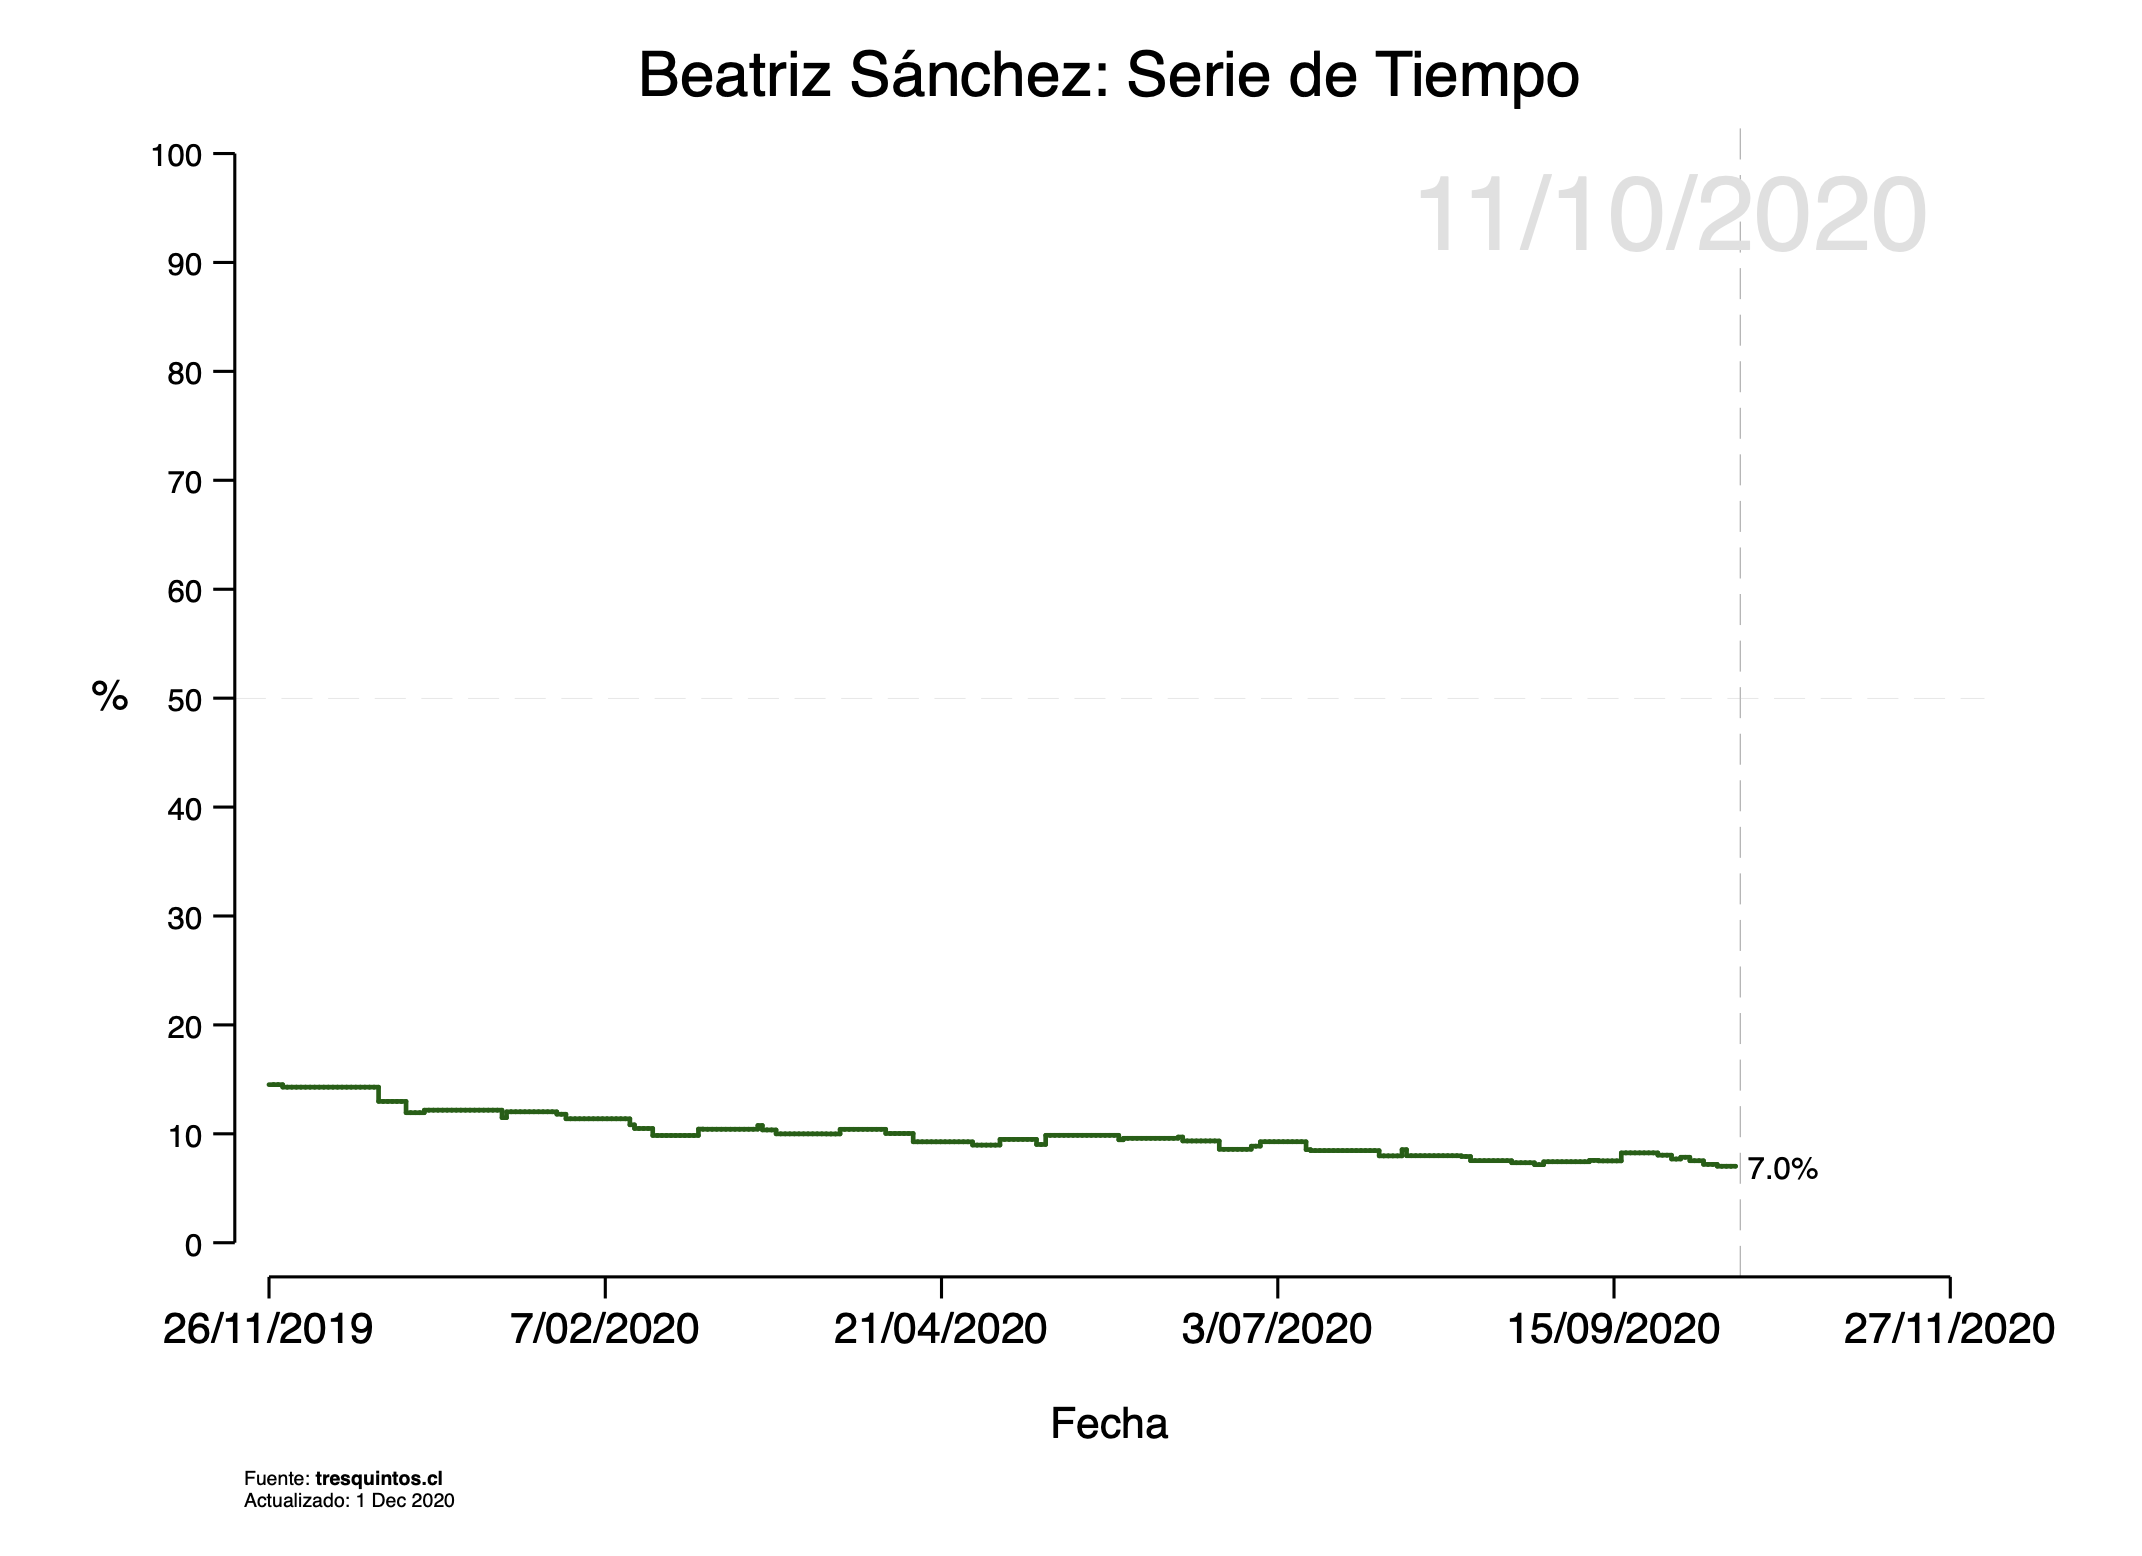 Beatriz Sánchez: Serie de Tiempo
11/10/2020
100
90
80
70
60
%
50
40
30
20
10
0
7.0%
26/11/2019 7/02/2020 21/04/2020 3/07/2020 15/09/2020 27/11/2020
Fecha
Fuente: tresquintos.cl
Actualizado: 1 Dec 2020